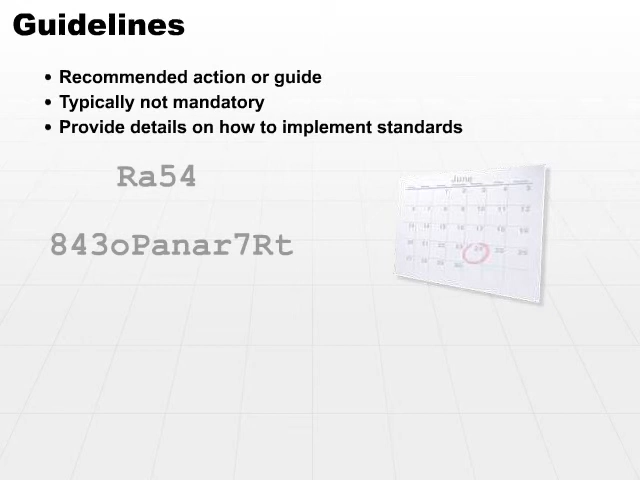 Guidelines
• Recommended action or guide
• Typically not mandatory
• Provide details on how to implement standards
Ra54
843oPanar7Rt
June